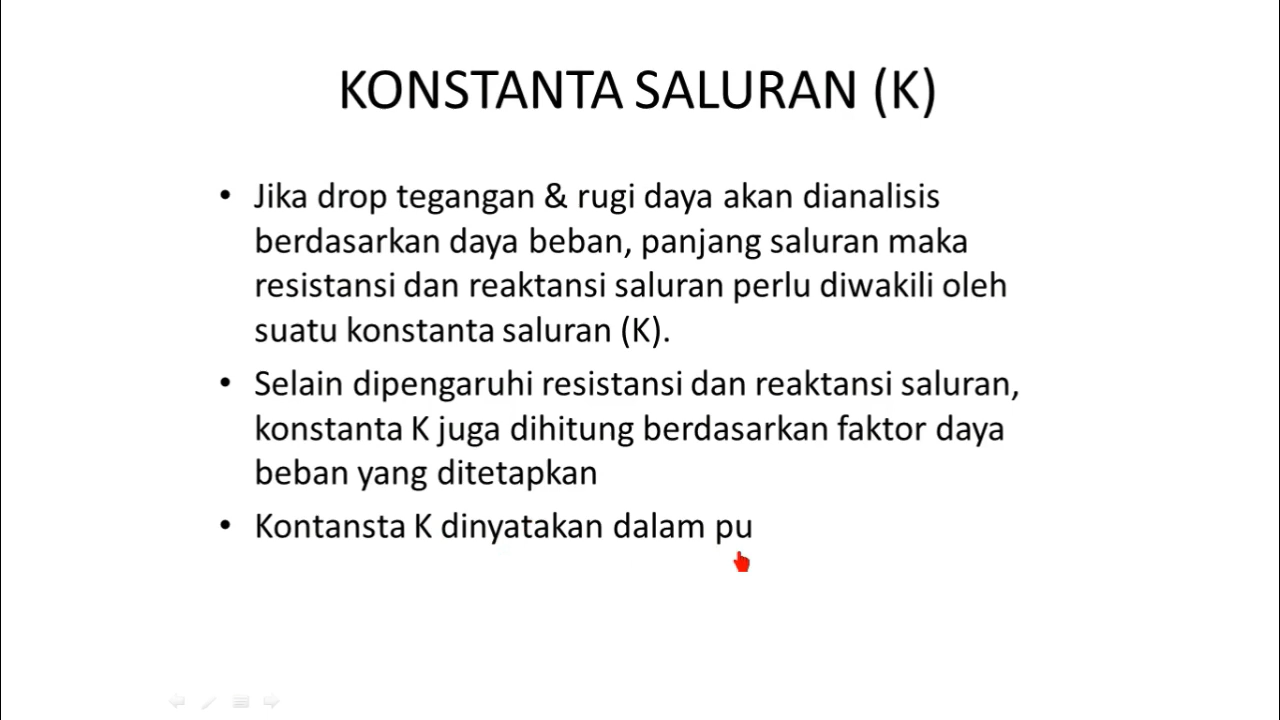 KONSTANTA SALURAN (K)
• Jika drop tegangan & rugi daya akan dianalisis
berdasarkan daya beban, panjang saluran maka
resistansi dan reaktansi saluran perlu diwakili oleh
suatu konstanta saluran (K).
• Selain dipengaruhi resistansi dan reaktansi saluran,
konstanta K juga dihitung berdasarkan faktor daya
beban yang ditetapkan
• Kontansta K dinyatakan dalam pu